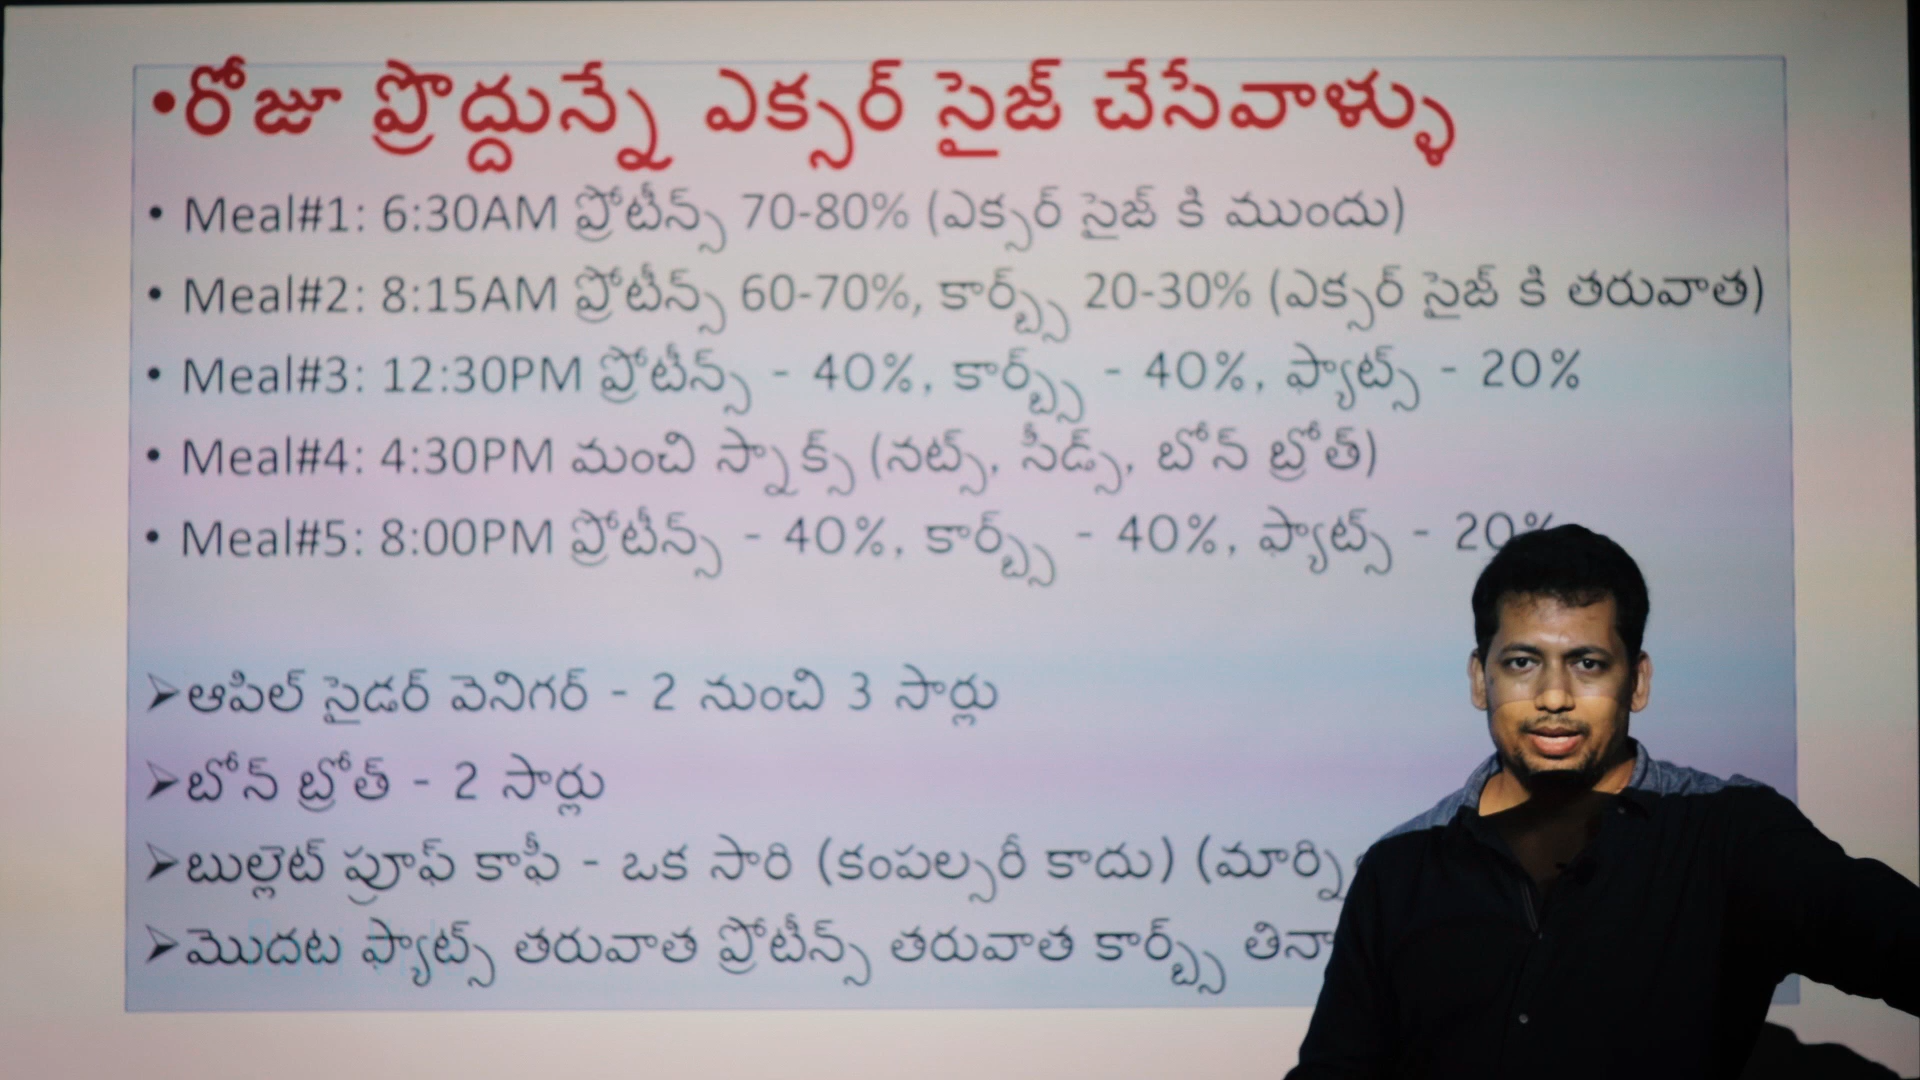 •రోజూ ప్రొద్దున్నే ఎక్సర్ సైజ్ చేసేవాళ్ళు
• Meal#1: 6:30AM ప్రోటీన్స్ 70-80% (ఎక్సర్ సైజ్ కి ముందు)
• Meal#2: 8:15AM ప్రోటీన్స్ 60-70%, కార్బ్స్ 20-30% (ఎక్సర్ సైజ్ కి తరువాత)
• Meal#3: 12:30PM ప్రోటీన్స్ - 40%, కార్బ్స్ - 40%, ఫ్యాట్స్ - 20%
• Meal#4: 4:30PM మంచి స్నాక్స్ (నట్స్, సీడ్స్, బోన్ బ్రోత్)
• Meal#5: 8:00PM ప్రోటీన్స్ - 40%, కార్బ్స్ - 40%, ఫ్యాట్స్ - 20%
➢ఆపిల్ సైడర్ వెనిగర్ - 2 నుంచి 3 సార్లు
➢బోన్ బ్రోత్ - 2 సార్లు
➢బుల్లెట్ ప్రూఫ్ కాఫీ - ఒక సారి (కంపల్సరీ కాదు)
➢మొదట ఫ్యాట్స్ తరువాత ప్రోటీన్స్ తరువాత కార్బ్స్